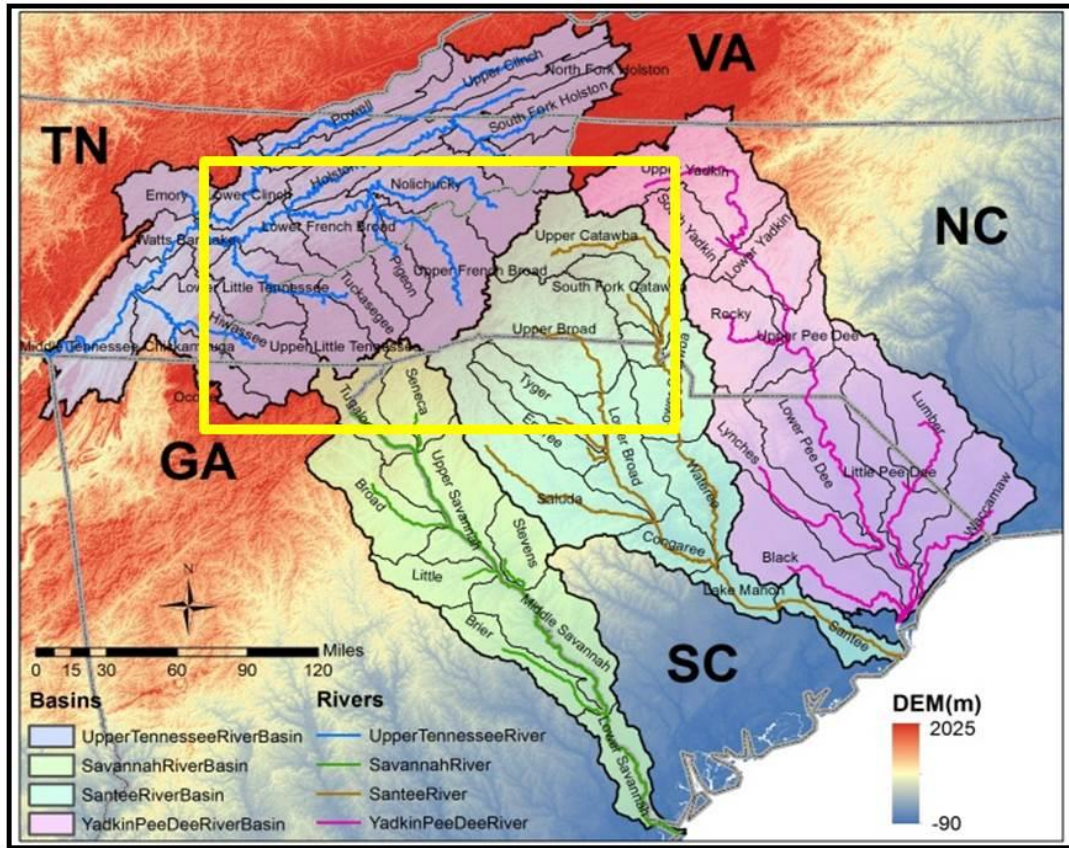 VA
Upper Clinch
North Fork Holston
Powell
South Fork Holston
TN
Upper Yadkin
Holston
Nolichucky
Emory
Lower Clinch
South Yadkin
Lower Yadkin
NC
Lower French Broad
Watts Bar Lake
Upper Catawba
Pigeon
Upper French Broad
Lower Little Tennessee
Tuckasegee
South Fork Catawba
Rocky
Hiwassee
Upper Broad
Upper Pee Dee
Middle Tennessee-Chickamauga
Upper Little Tennessee
Seneca
Tyger
Tugaloo
Lumber
GA
Lower Broad
Lynches
Lower Pee Dee
Little Pee Dee
Upper Savannah
Wateree
Broad
Saluda
Stevens
Waccamaw
Congaree
Black
Little
Lake Marion
N
Middle Savannah
Brier
Santee
SC
Miles
0 15 30 60 90 120
Lower Savannah
Basins
UpperTennesseeRiverBasin
SavannahRiverBasin
SanteeRiverBasin
YadkinPeeDeeRiverBasin
Rivers
UpperTennesseeRiver
SavannahRiver
SanteeRiver
YadkinPeeDeeRiver
DEM(m)
2025
-90